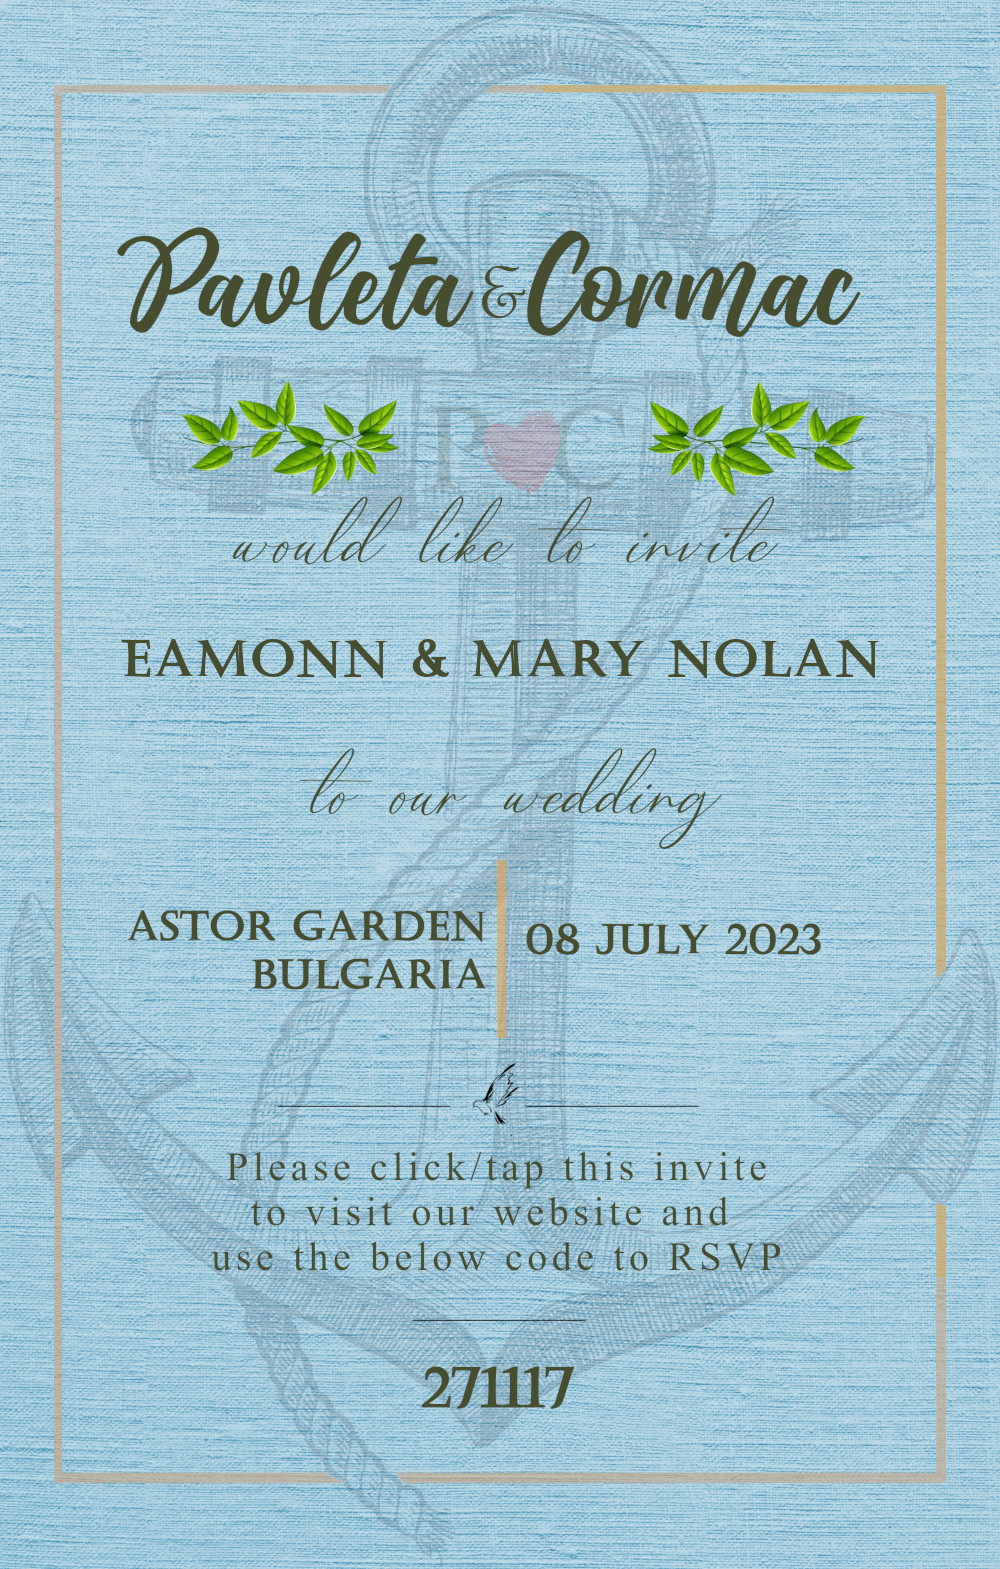 Pavleta & Cormac
P C
would like to invite
EAMONN & MARY NOLAN
to our wedding
ASTOR GARDEN
BULGARIA
08 JULY 2023
Please click/tap this invite
to visit our website and
use the below code to RSVP
271117